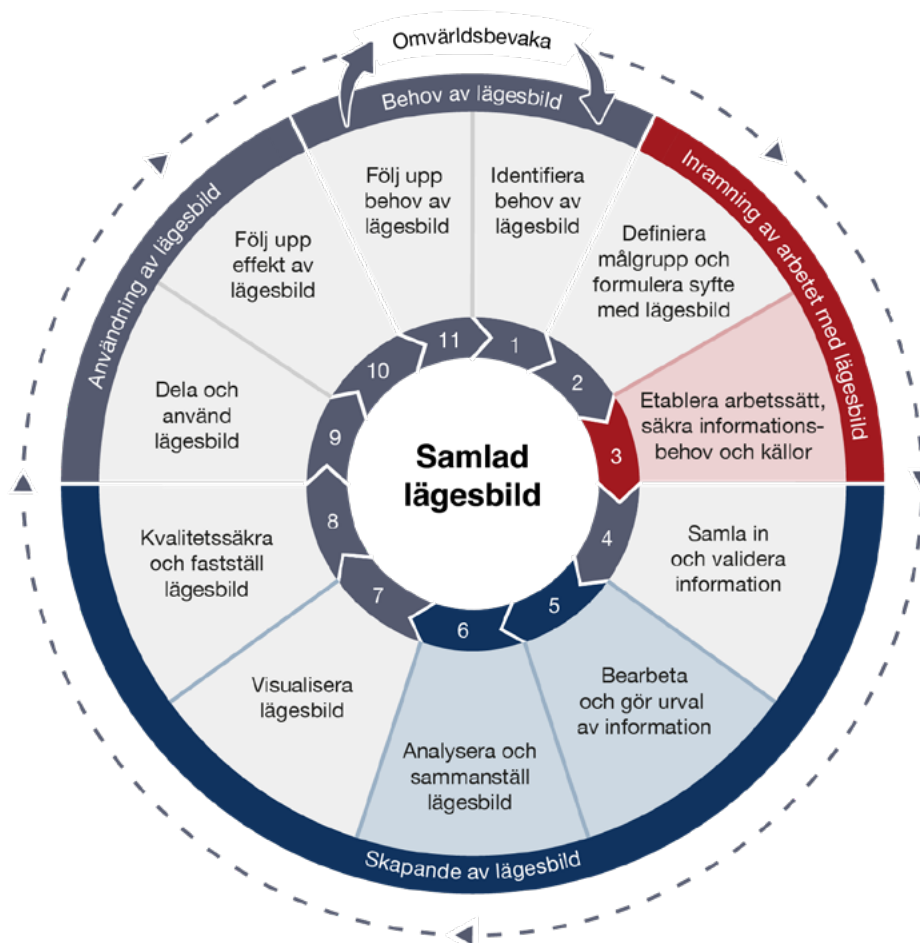 Omvärldsbevaka
Behov av lägesbild
Inramning av arbetet med lägesbild
Användning av lägesbild
Skapande av lägesbild
Samlad
lägesbild
1
Identifiera
behov av
lägesbild
2
Definiera
målgrupp och
formulera syfte
med lägesbild
3
Etablera arbetssätt,
säkra informations-
behov och källor
4
Samla in
och validera
information
5
Bearbeta
och gör urval
av information
6
Analysera och
sammanställ
lägesbild
7
Visualisera
lägesbild
8
Kvalitetssäkra
och fastställ
lägesbild
9
Dela och
använd
lägesbild
10
Följ upp
effekt av
lägesbild
11
Följ upp
behov av
lägesbild